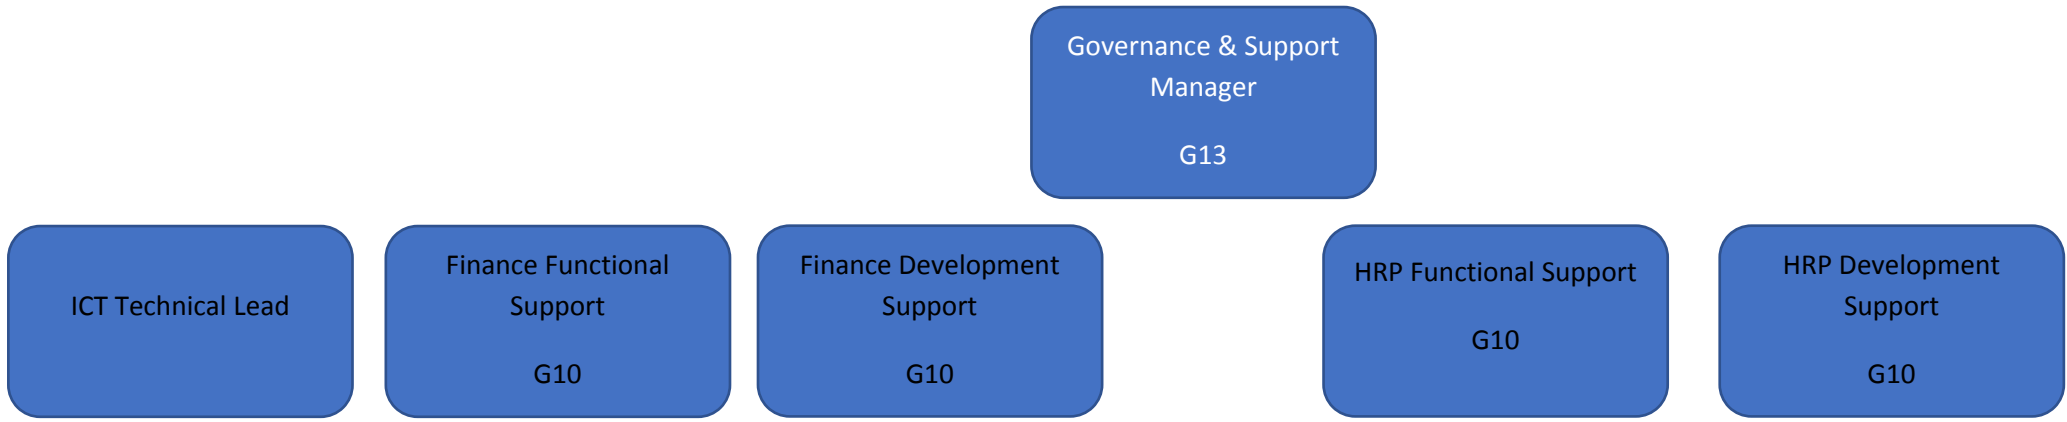 Governance & Support
Manager
G13
ICT Technical Lead
Finance Functional
Support
G10
Finance Development
Support
G10
HRP Functional Support
G10
HRP Development
Support
G10